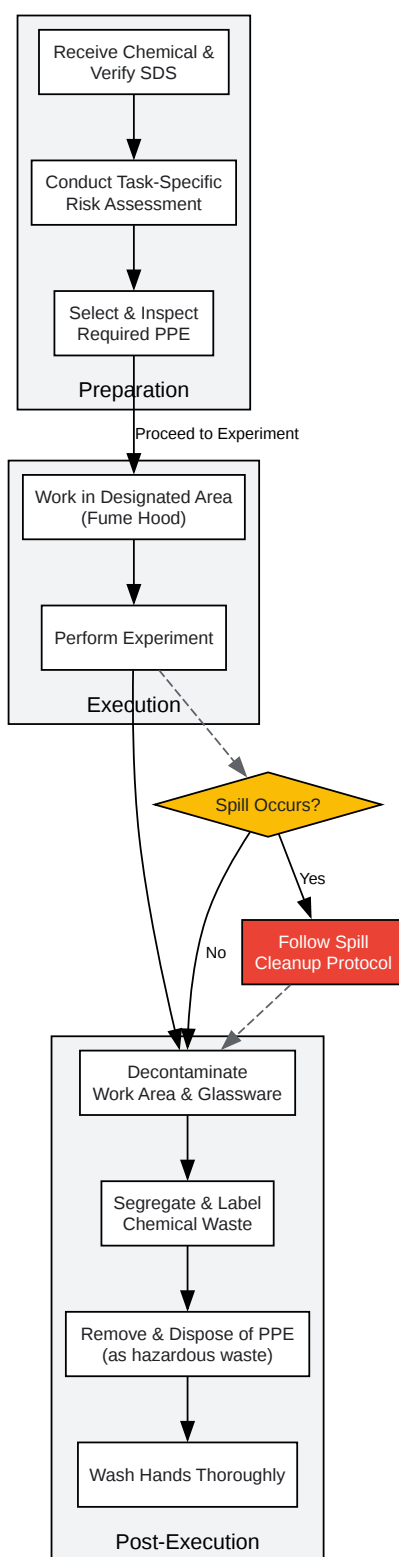 Receive Chemical &
Verify SDS
Conduct Task-Specific
Risk Assessment
Select & Inspect
Required PPE
Preparation
Proceed to Experiment
Work in Designated Area
(Fume Hood)
Perform Experiment
Execution
Spill Occurs?
Yes
No
Follow Spill
Cleanup Protocol
Decontaminate
Work Area & Glassware
Segregate & Label
Chemical Waste
Remove & Dispose of PPE
(as hazardous waste)
Wash Hands Thoroughly
Post-Execution